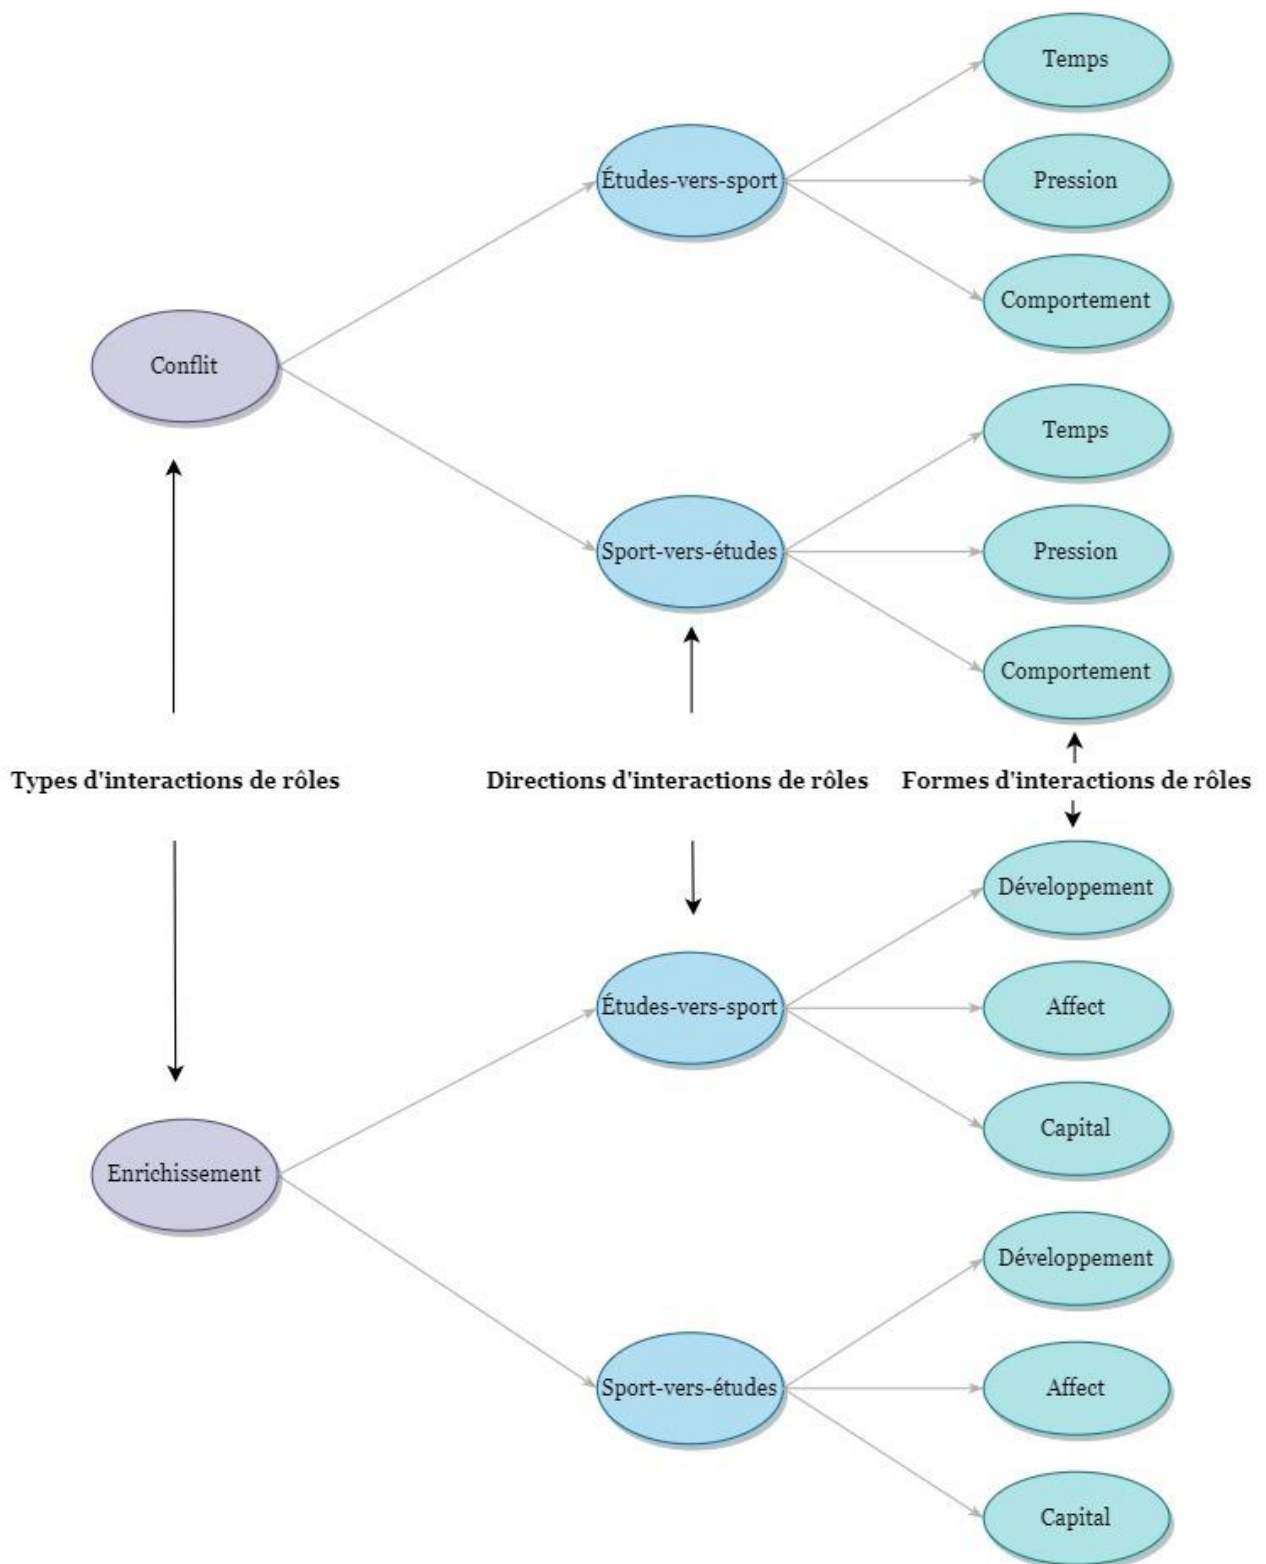 Temps
Études-vers-sport
Pression
Comportement
Conflit
Temps
Sport-vers-études
Pression
Comportement
Types d'interactions de rôles
Directions d'interactions de rôles
Formes d'interactions de rôles
Développement
Études-vers-sport
Affect
Capital
Enrichissement
Développement
Sport-vers-études
Affect
Capital